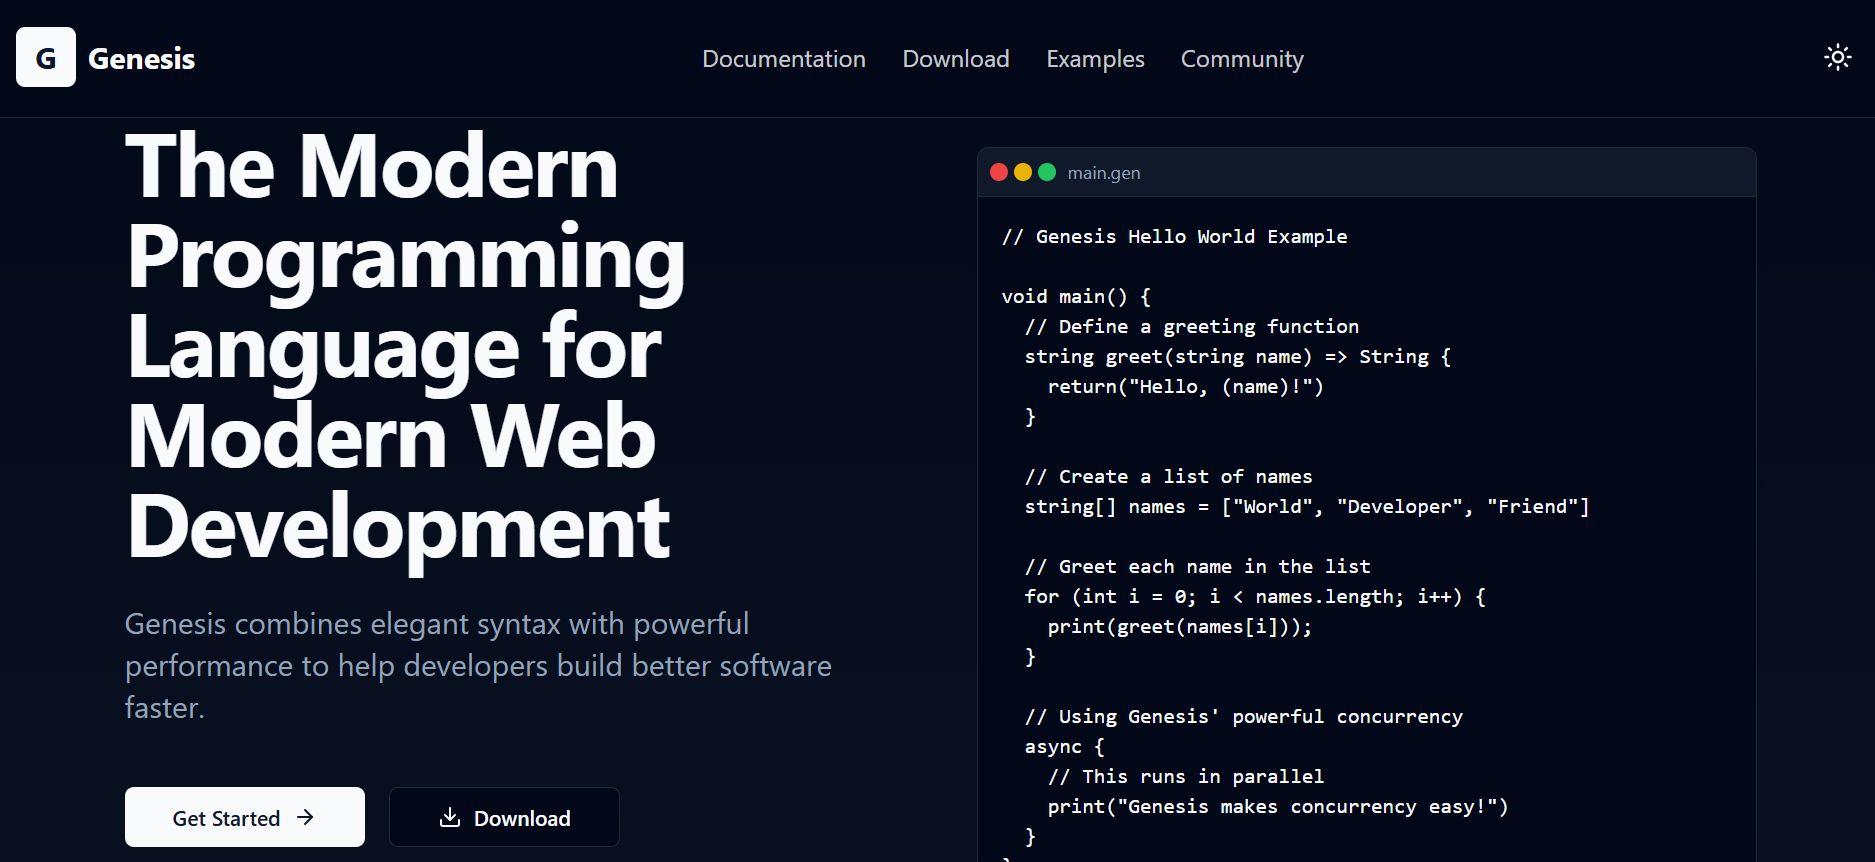 G Genesis
Documentation Download Examples Community
The Modern
Programming
Language for
Modern Web
Development
Genesis combines elegant syntax with powerful
performance to help developers build better software
faster.
Get Started → Download
main.gen
// Genesis Hello World Example
void main() {
  // Define a greeting function
  string greet(string name) => String {
    return("Hello, (name)!")
  }
  // Create a list of names
  string[] names = ["World", "Developer", "Friend"]
  // Greet each name in the list
  for (int i = 0; i < names.length; i++) {
    print(greet(names[i]));
  }
  // Using Genesis' powerful concurrency
  async {
    // This runs in parallel
    print("Genesis makes concurrency easy!")
  }
}